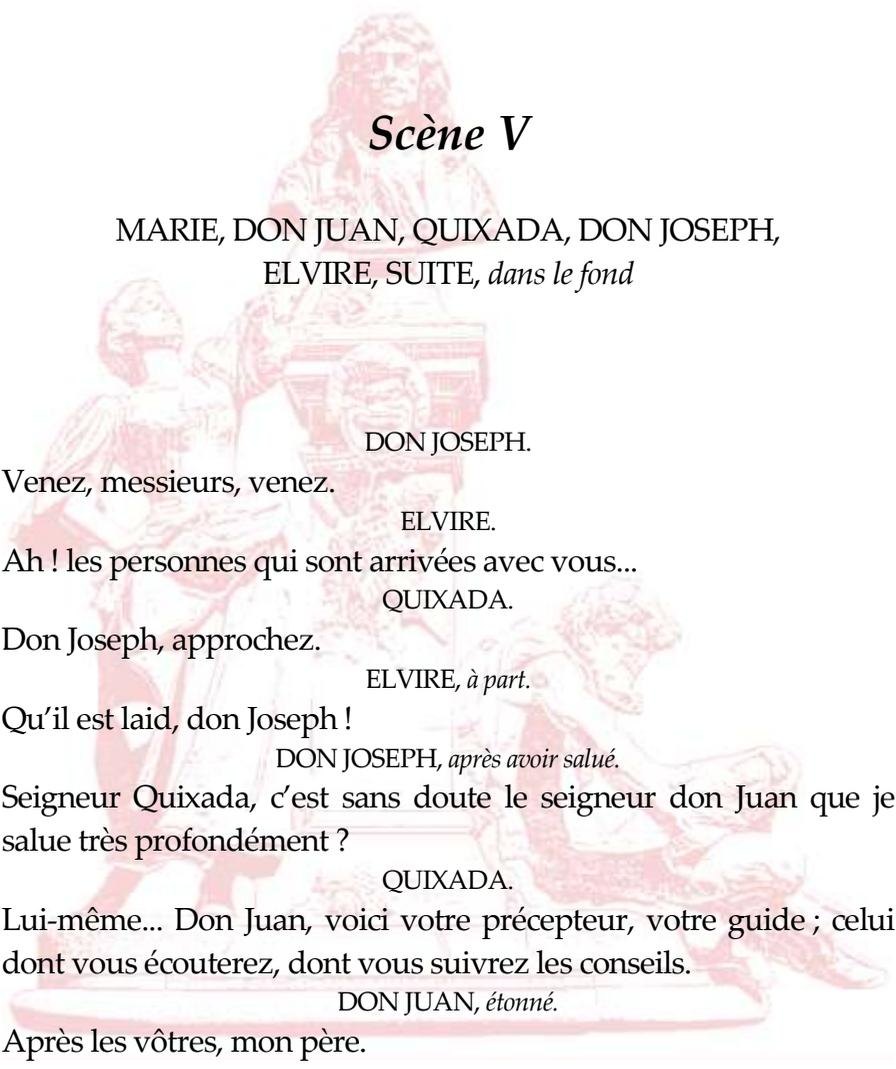 Scène V
MARIE, DON JUAN, QUIXADA, DON JOSEPH,
ELVIRE, SUITE, dans le fond
DON JOSEPH.
Venez, messieurs, venez.
ELVIRE.
Ah ! les personnes qui sont arrivées avec vous...
QUIXADA.
Don Joseph, approchez.
ELVIRE, à part.
Qu’il est laid, don Joseph !
DON JOSEPH, après avoir salué.
Seigneur Quixada, c’est sans doute le seigneur don Juan que je
salue très profondément ?
QUIXADA.
Lui-même... Don Juan, voici votre précepteur, votre guide ; celui
dont vous écouterez, dont vous suivrez les conseils.
DON JUAN, étonné.
Après les vôtres, mon père.